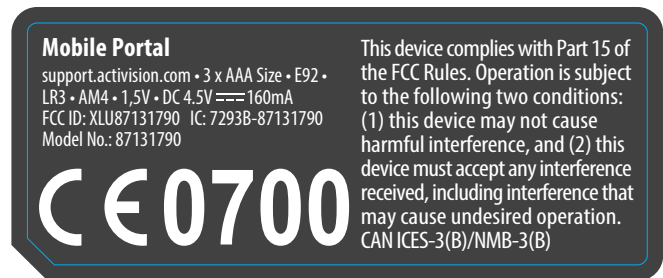 Mobile Portal
support.activision.com • 3 x AAA Size • E92 •
LR3 • AM4 • 1,5V • DC 4.5V ⎓ 160mA
FCC ID: XLU87131790 IC: 7293B-87131790
Model No.: 87131790
CE0700
This device complies with Part 15 of
the FCC Rules. Operation is subject
to the following two conditions:
(1) this device may not cause
harmful interference, and (2) this
device must accept any interference
received, including interference that
may cause undesired operation.
CAN ICES-3(B)/NMB-3(B)